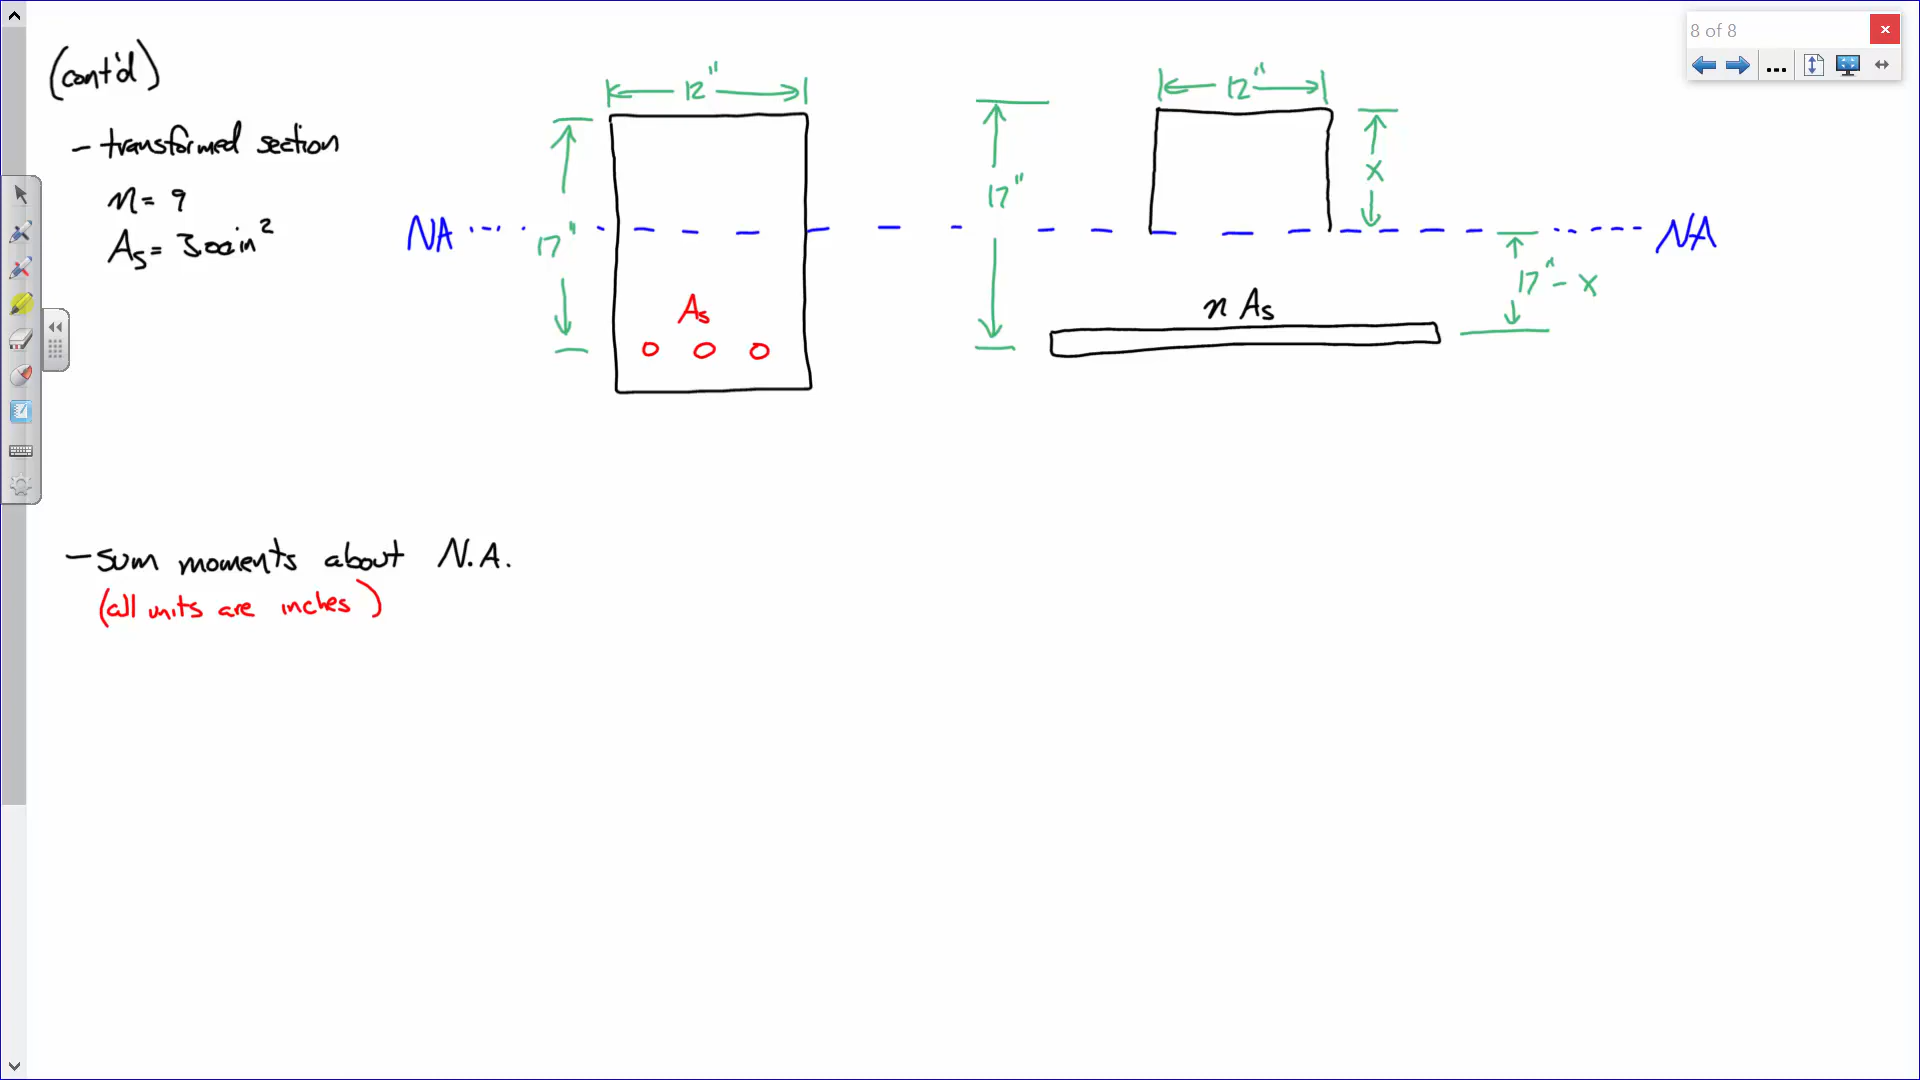 8 of 8
(cont'd)
- transformed section
n = 9
As = 3.00 in²
12"
17"
NA
As
12"
17"
x
NA
17" - x
n As
- sum moments about N.A.
(all units are inches)